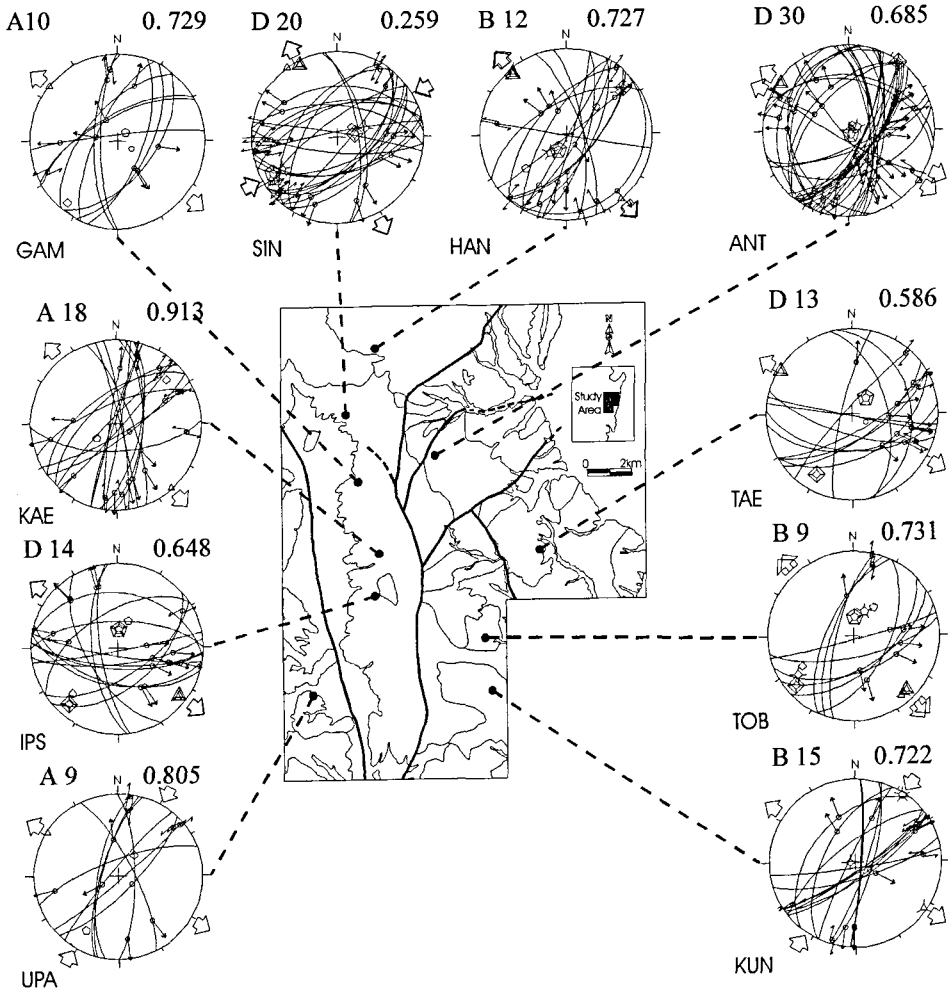 A10 0.729
D 20 0.259
B 12 0.727
D 30 0.685
N
N
N
N
GAM
SIN
HAN
ANT
A 18 0.913
D 13 0.586
N
N
N
Study
Area
0 2km
KAE
TAE
D 14 0.648
B 9 0.731
N
N
IPS
TOB
A 9 0.805
B 15 0.722
N
N
UPA
KUN